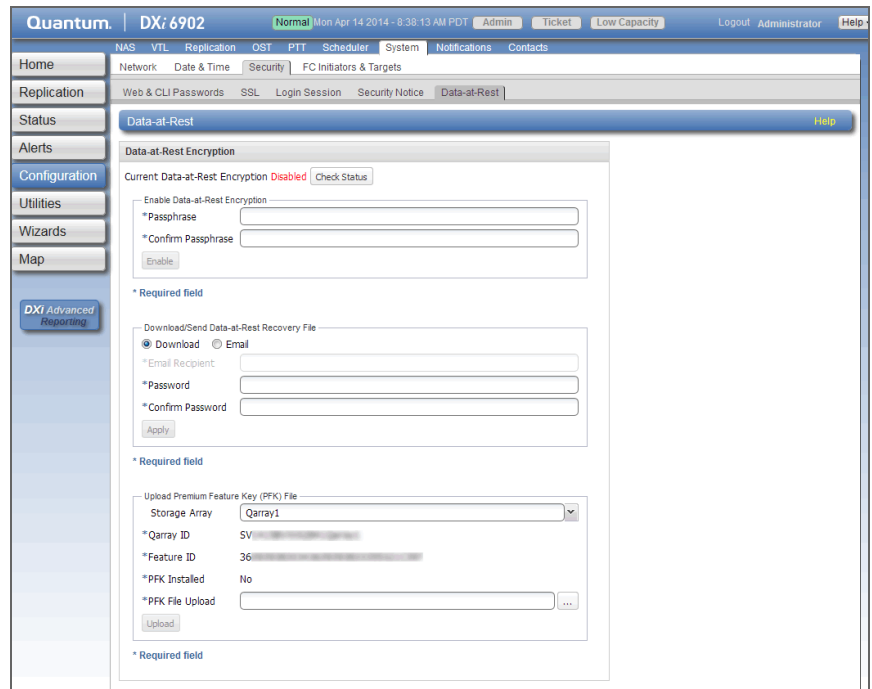 Quantum. DXi 6902 Normal Mon Apr 14 2014 - 8:38:13 AM PDT Admin Ticket Low Capacity Logout Administrator Help
NAS VTL Replication OST PTT Scheduler System Notifications Contacts
Home
Network Date & Time Security FC Initiators & Targets
Replication
Web & CLI Passwords SSL Login Session Security Notice Data-at-Rest
Status
Data-at-Rest Help
Alerts
Data-at-Rest Encryption
Configuration
Current Data-at-Rest Encryption Disabled Check Status
Utilities
Enable Data-at-Rest Encryption
*Passphrase
Wizards
*Confirm Passphrase
Map
Enable
* Required field
DXi Advanced
Reporting
Download/Send Data-at-Rest Recovery File
Download Email
*Email Recipient
*Password
*Confirm Password
Apply
* Required field
Upload Premium Feature Key (PFK) File
Storage Array Qarray1
*Qarray ID SV
*Feature ID 36
*PFK Installed No
*PFK File Upload ...
Upload
* Required field